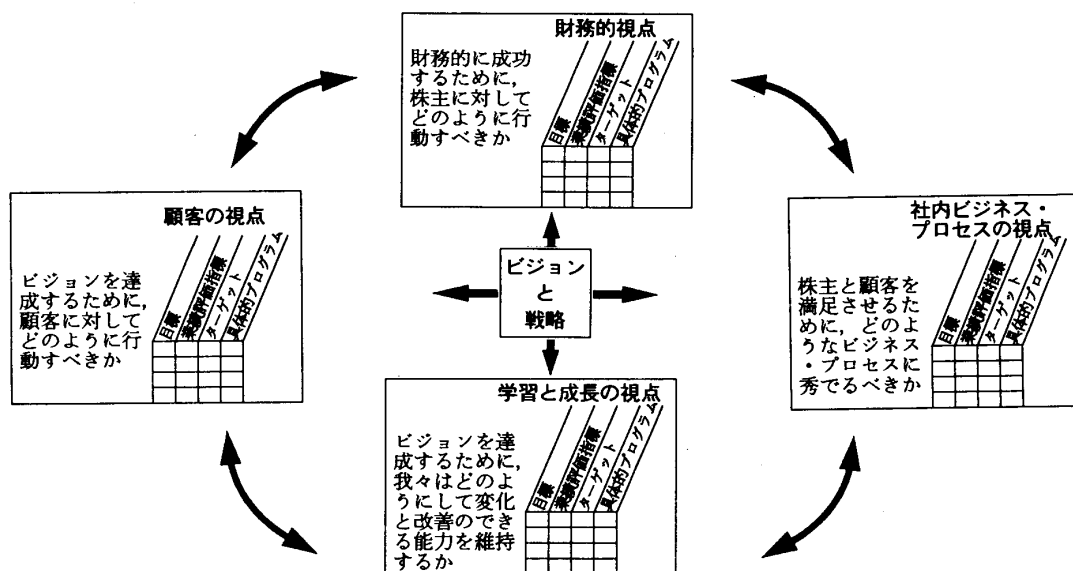 財務的視点
財務的に成功
するために，
株主に対して
どのように行
動すべきか
目標
業績評価指標
ターゲット
具体的プログラム
顧客の視点
ビジョンを達
成するために，
顧客に対して
どのように行
動すべきか
目標
業績評価指標
ターゲット
具体的プログラム
ビジョン
と
戦略
社内ビジネス・
プロセスの視点
株主と顧客を
満足させるた
めに，どのよ
うなビジネス
・プロセスに
秀でるべきか
目標
業績評価指標
ターゲット
具体的プログラム
学習と成長の視点
ビジョンを達
成するために，
我々はどのよ
うにして変化
と改善のでき
る能力を維持
するか
目標
業績評価指標
ターゲット
具体的プログラム